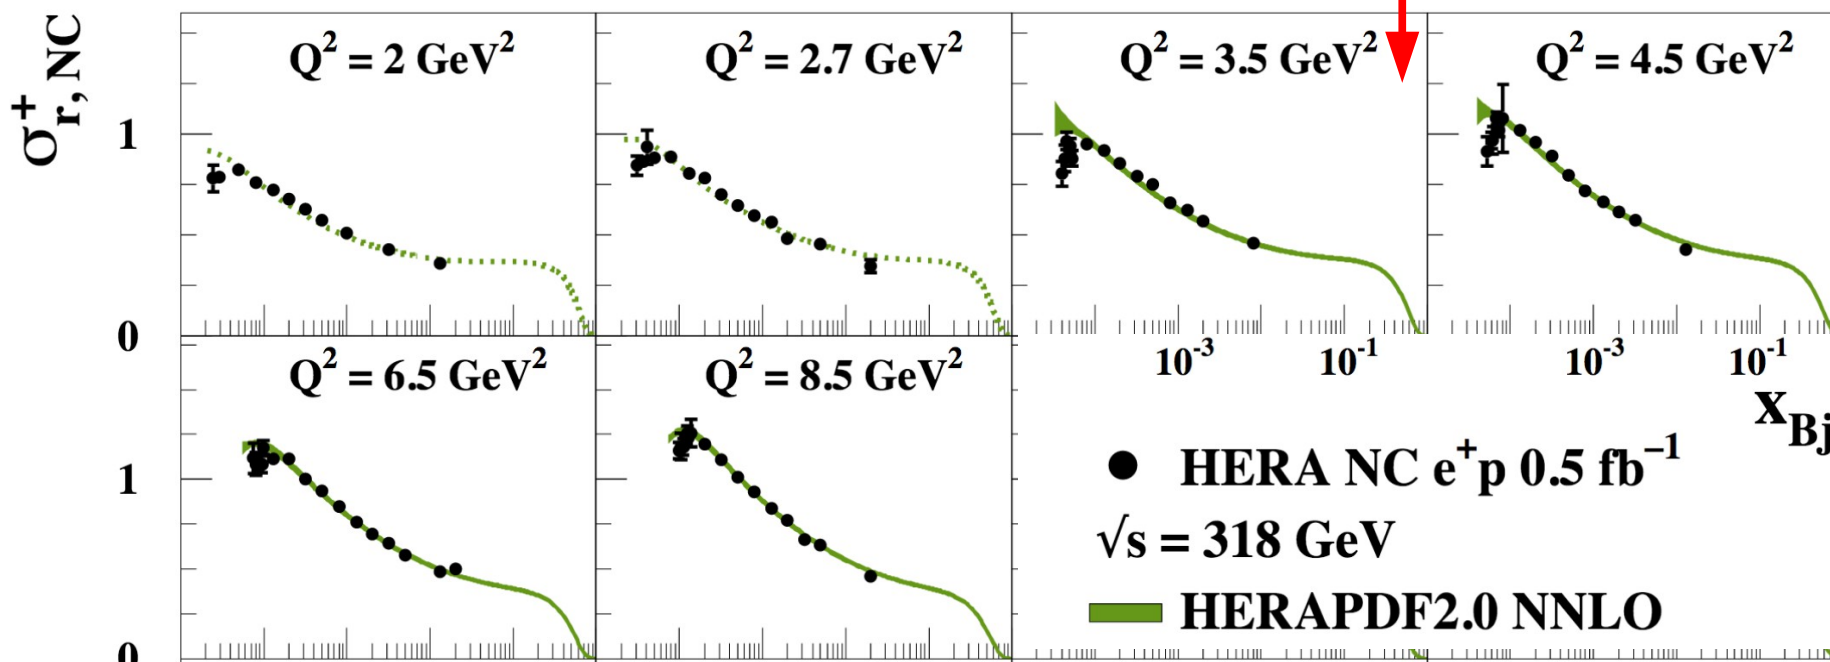 σ⁺r, NC
Q² = 2 GeV²
Q² = 2.7 GeV²
Q² = 3.5 GeV²
Q² = 4.5 GeV²
1
0
10⁻³ 10⁻¹
10⁻³ 10⁻¹
Q² = 6.5 GeV²
Q² = 8.5 GeV²
xBj
1
HERA NC e⁺p 0.5 fb⁻¹
√s = 318 GeV
HERAPDF2.0 NNLO
0